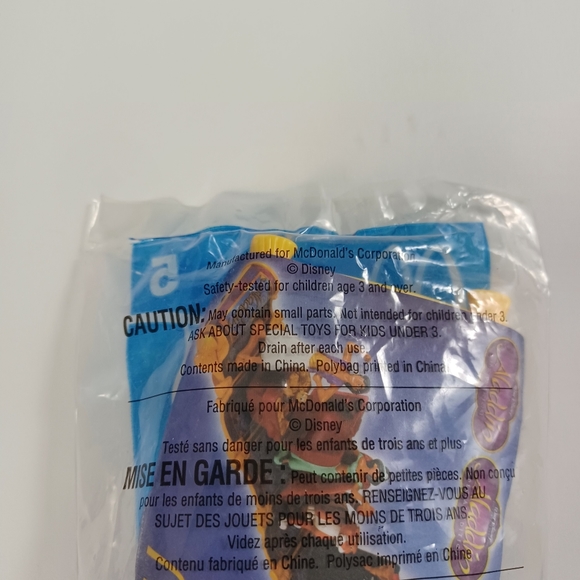 Manufactured for McDonald's Corporation
© Disney
Safety-tested for children age 3 and over.
CAUTION: May contain small parts. Not intended for children under 3.
ASK ABOUT SPECIAL TOYS FOR KIDS UNDER 3.
Drain after each use.
Contents made in China. Polybag printed in China
Fabriqué pour McDonald's Corporation
© Disney
Testé sans danger pour les enfants de trois ans et plus
MISE EN GARDE : Peut contenir de petites pièces. Non conçu
pour les enfants de moins de trois ans. RENSEIGNEZ-VOUS AU
SUJET DES JOUETS POUR LES MOINS DE TROIS ANS.
Videz après chaque utilisation.
Contenu fabriqué en Chine. Polysac imprimé en Chine
5
Aladdin
Aladdin